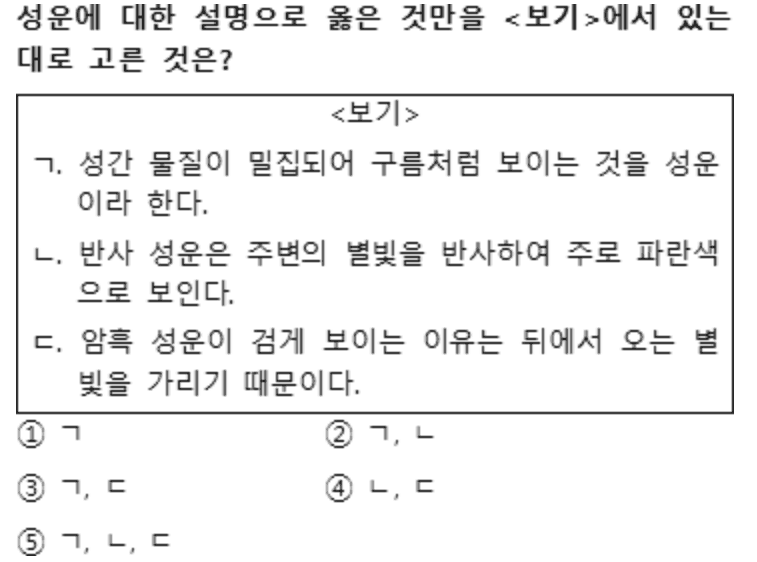 성운에 대한 설명으로 옳은 것만을 <보기>에서 있는
대로 고른 것은?
<보기>
ㄱ. 성간 물질이 밀집되어 구름처럼 보이는 것을 성운
이라 한다.
ㄴ. 반사 성운은 주변의 별빛을 반사하여 주로 파란색
으로 보인다.
ㄷ. 암흑 성운이 검게 보이는 이유는 뒤에서 오는 별
빛을 가리기 때문이다.
① ㄱ ② ㄱ, ㄴ
③ ㄱ, ㄷ ④ ㄴ, ㄷ
⑤ ㄱ, ㄴ, ㄷ